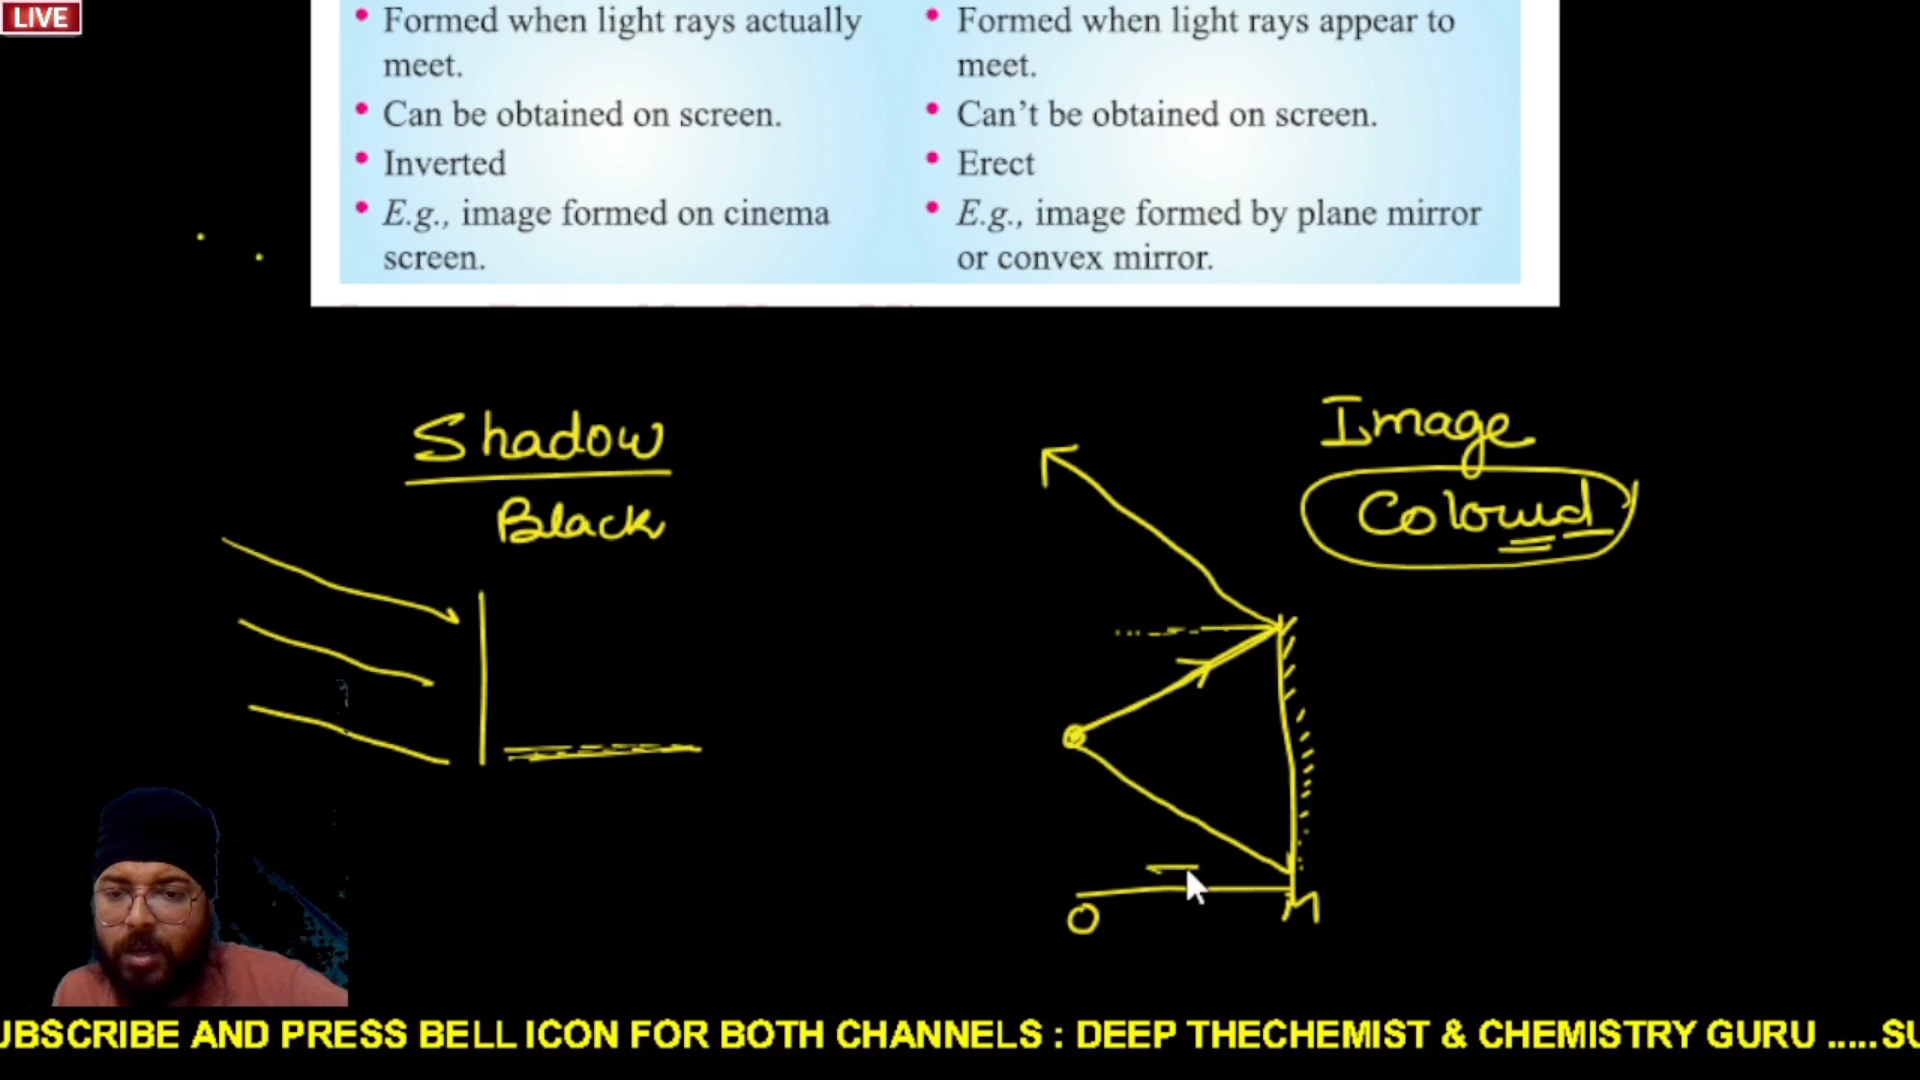 LIVE
Formed when light rays actually
meet.
Can be obtained on screen.
Inverted
E.g., image formed on cinema
screen.
Formed when light rays appear to
meet.
Can't be obtained on screen.
Erect
E.g., image formed by plane mirror
or convex mirror.
Shadow
Black
Image
Coloured
O
M
UBSCRIBE AND PRESS BELL ICON FOR BOTH CHANNELS : DEEP THECHEMIST & CHEMISTRY GURU .....SU